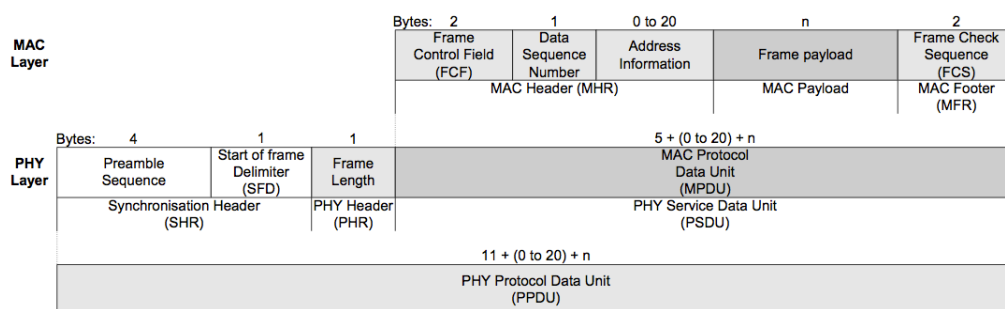 Bytes: 2 1 0 to 20 n 2
MAC Layer
Frame Control Field (FCF)
Data Sequence Number
Address Information
Frame payload
Frame Check Sequence (FCS)
MAC Header (MHR)
MAC Payload
MAC Footer (MFR)
Bytes: 4 1 1 5 + (0 to 20) + n
PHY Layer
Preamble Sequence
Start of frame Delimiter (SFD)
Frame Length
MAC Protocol Data Unit (MPDU)
Synchronisation Header (SHR)
PHY Header (PHR)
PHY Service Data Unit (PSDU)
11 + (0 to 20) + n
PHY Protocol Data Unit (PPDU)